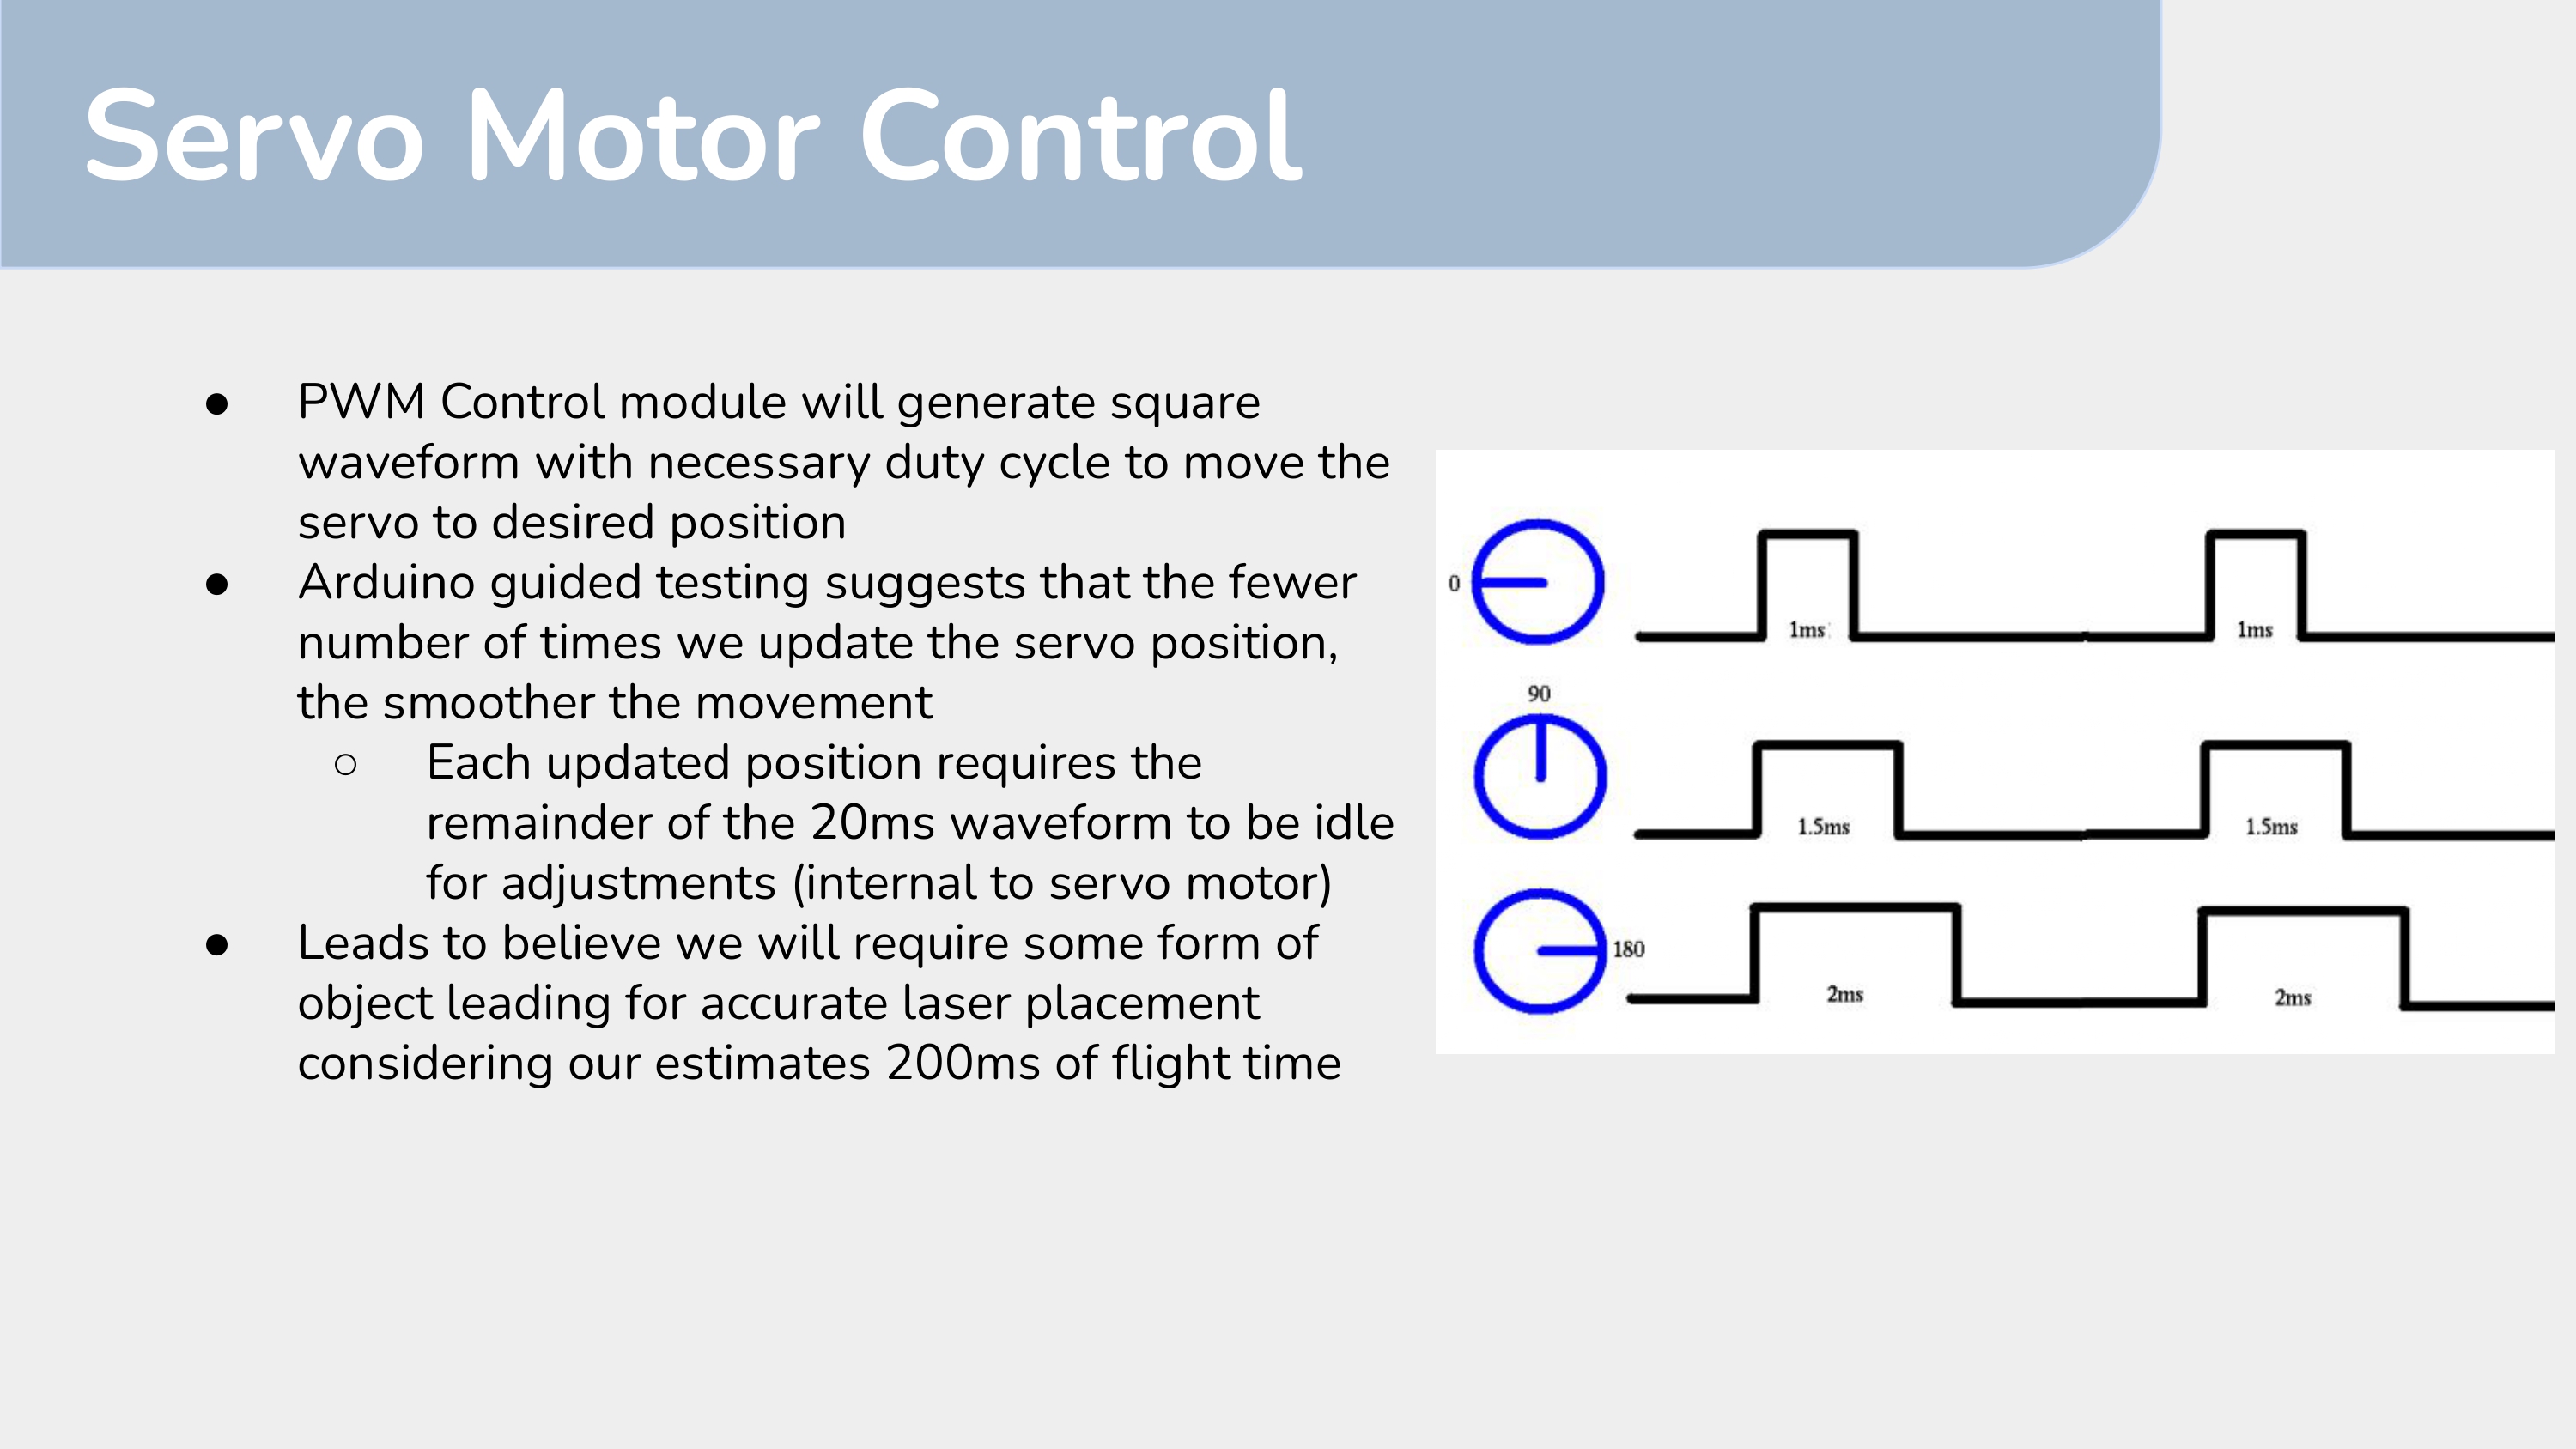 Servo Motor Control
● PWM Control module will generate square
waveform with necessary duty cycle to move the
servo to desired position
● Arduino guided testing suggests that the fewer
number of times we update the servo position,
the smoother the movement
○ Each updated position requires the
remainder of the 20ms waveform to be idle
for adjustments (internal to servo motor)
● Leads to believe we will require some form of
object leading for accurate laser placement
considering our estimates 200ms of flight time
0
1ms
1ms
90
1.5ms
1.5ms
180
2ms
2ms